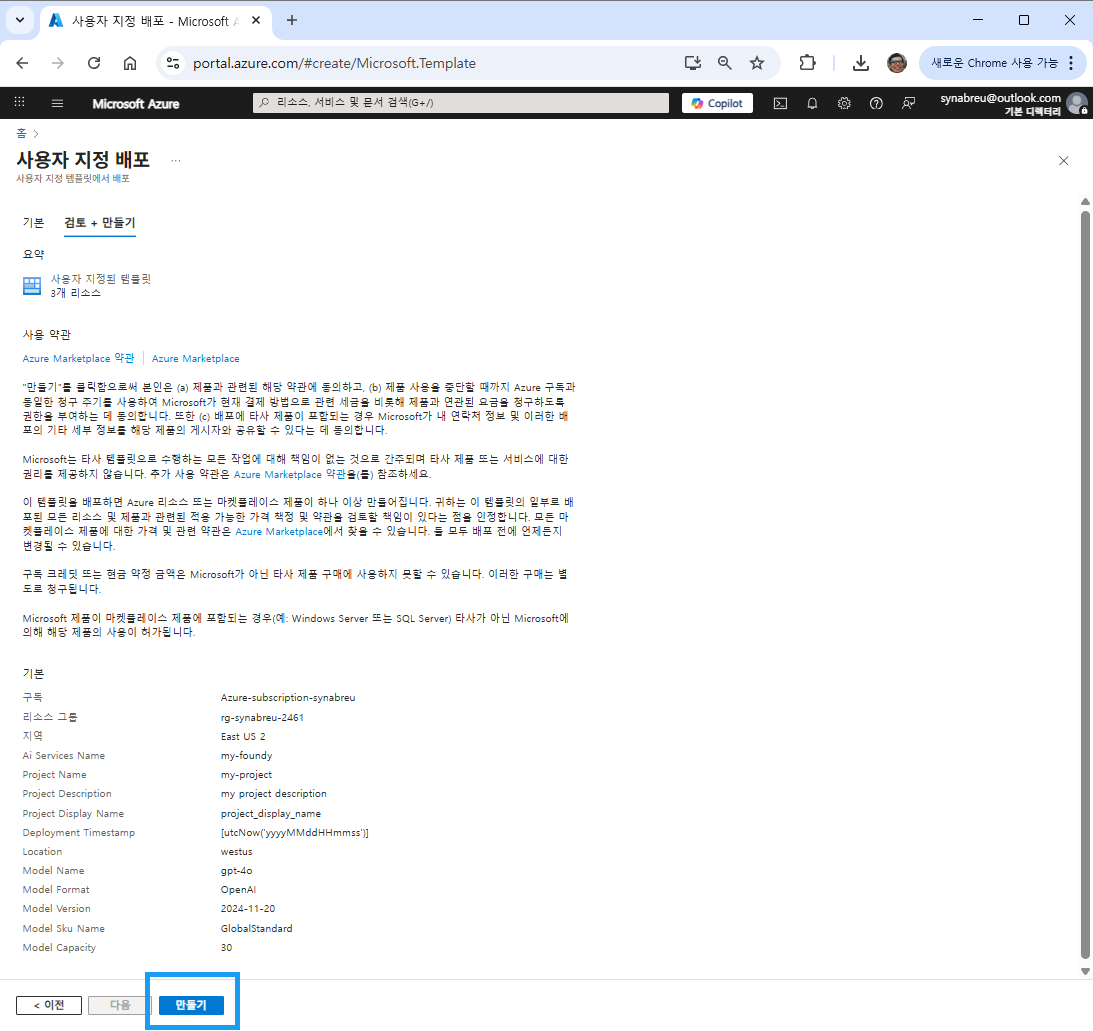 사용자 지정 배포 - Microsoft A
portal.azure.com/#create/Microsoft.Template
새로운 Chrome 사용 가능
Microsoft Azure
리소스, 서비스 및 문서 검색(G+/)
Copilot
synabreu@outlook.com
기본 디렉터리
홈 >
사용자 지정 배포 ...
사용자 지정 템플릿에서 배포
기본 검토 + 만들기
요약
사용자 지정된 템플릿
3개 리소스
사용 약관
Azure Marketplace 약관 | Azure Marketplace
"만들기"를 클릭함으로써 본인은 (a) 제품과 관련된 해당 약관에 동의하고, (b) 제품 사용을 중단할 때까지 Azure 구독과
동일한 청구 주기를 사용하여 Microsoft가 현재 결제 방법으로 관련 세금을 비롯해 제품과 연관된 요금을 청구하도록
권한을 부여하는 데 동의합니다. 또한 (c) 배포에 타사 제품이 포함되는 경우 Microsoft가 내 연락처 정보 및 이러한 배
포의 기타 세부 정보를 해당 제품의 게시자와 공유할 수 있다는 데 동의합니다.
Microsoft는 타사 템플릿으로 수행하는 모든 작업에 대해 책임이 없는 것으로 간주되며 타사 제품 또는 서비스에 대한
권리를 제공하지 않습니다. 추가 사용 약관은 Azure Marketplace 약관을(를) 참조하세요.
이 템플릿을 배포하면 Azure 리소스 또는 마켓플레이스 제품이 하나 이상 만들어집니다. 귀하는 이 템플릿의 일부로 배
포된 모든 리소스 및 제품과 관련된 적용 가능한 가격 책정 및 약관을 검토할 책임이 있다는 점을 인정합니다. 모든 마
켓플레이스 제품에 대한 가격 및 관련 약관은 Azure Marketplace에서 찾을 수 있습니다. 둘 모두 배포 전에 언제든지
변경될 수 있습니다.
구독 크레딧 또는 현금 약정 금액은 Microsoft가 아닌 타사 제품 구매에 사용하지 못할 수 있습니다. 이러한 구매는 별
도로 청구됩니다.
Microsoft 제품이 마켓플레이스 제품에 포함되는 경우(예: Windows Server 또는 SQL Server) 타사가 아닌 Microsoft에
의해 해당 제품의 사용이 허가됩니다.
기본
구독 Azure-subscription-synabreu
리소스 그룹 rg-synabreu-2461
지역 East US 2
Ai Services Name my-foundy
Project Name my-project
Project Description my project description
Project Display Name project_display_name
Deployment Timestamp [utcNow('yyyyMMddHHmmss')]
Location westus
Model Name gpt-4o
Model Format OpenAI
Model Version 2024-11-20
Model Sku Name GlobalStandard
Model Capacity 30
< 이전 다음 만들기